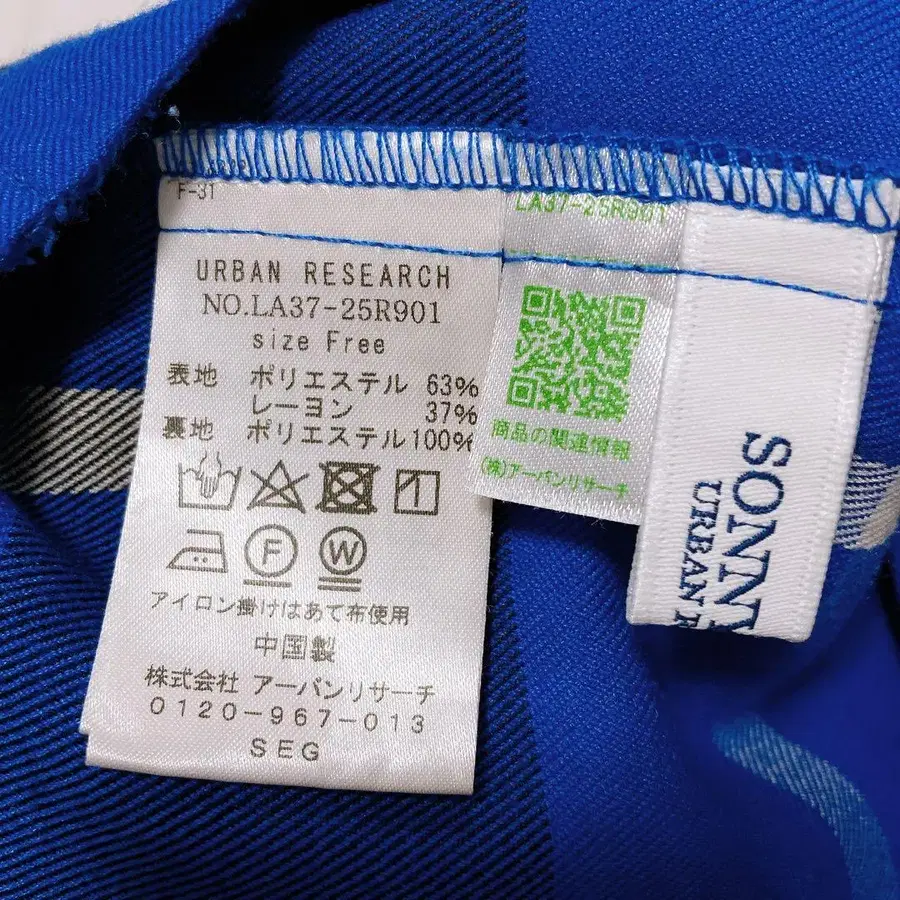 F-31
URBAN RESEARCH
NO.LA37-25R901
size Free
表地 ポリエステル 63%
レーヨン 37%
裏地 ポリエステル100%
F
W
アイロン掛けはあて布使用
中国製
株式会社 アーバンリサーチ
0120-967-013
SEG
LA37-25R901
商品の関連情報
(株)アーバンリサーチ
SONN
URBAN